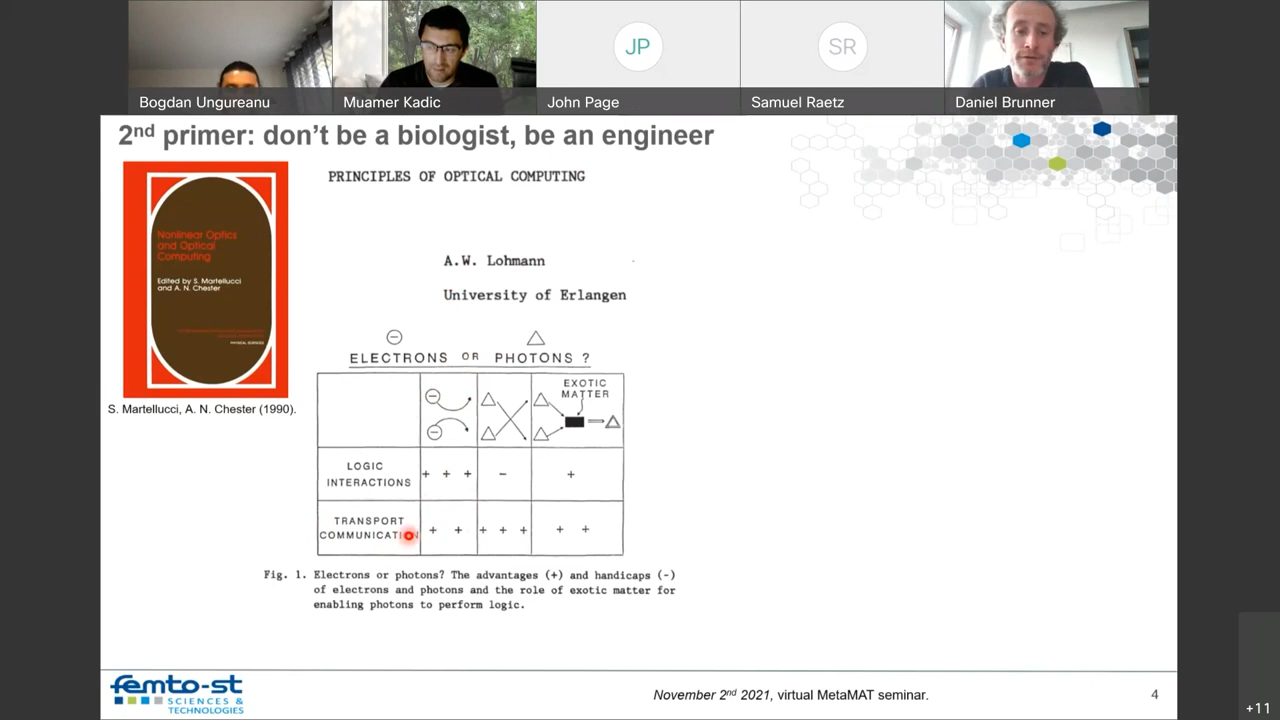 JP
SR
Bogdan Ungureanu
Muamer Kadic
John Page
Samuel Raetz
Daniel Brunner
2nd primer: don't be a biologist, be an engineer
Nonlinear Optics
and Optical
Computing
Edited by S. Martellucci
and A. N. Chester
PHYSICAL SCIENCES
S. Martellucci, A. N. Chester (1990).
PRINCIPLES OF OPTICAL COMPUTING
A.W. Lohmann
University of Erlangen
ELECTRONS OR PHOTONS ?
EXOTIC
MATTER
LOGIC
INTERACTIONS
+ + +
-
+
TRANSPORT
COMMUNICATION
+ +
+ + +
+ +
Fig. 1. Electrons or photons? The advantages (+) and handicaps (-)
of electrons and photons and the role of exotic matter for
enabling photons to perform logic.
femto-st
SCIENCES &
TECHNOLOGIES
November 2nd 2021, virtual MetaMAT seminar.
4
+11